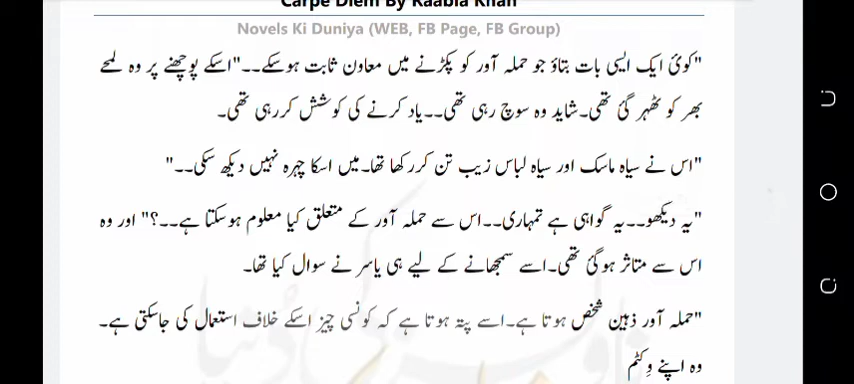 Carpe Diem By Raabia Khan
Novels Ki Duniya (WEB, FB Page, FB Group)
"کوئی ایک ایسی بات بتاؤ جو حملہ آور کو پکڑنے میں معاون ثابت ہوسکے۔۔"اسکے پوچھنے پر وہ لمحے
بھر کو ٹھہر گئی تھی۔شاید وہ سوچ رہی تھی۔۔یاد کرنے کی کوشش کررہی تھی۔
"اس نے سیاہ ماسک اور سیاہ لباس زیب تن کررکھا تھا۔میں اسکا چہرہ نہیں دیکھ سکی۔۔"
"یہ دیکھو۔۔یہ گواہی ہے تمہاری۔۔اس سے حملہ آور کے متعلق کیا معلوم ہوسکتا ہے۔۔؟" اور وہ
اس سے متاثر ہوگئی تھی۔اسے سمجھانے کے لیے ہی یاسر نے سوال کیا تھا۔
"حملہ آور ذہین شخص ہوتا ہے۔اسے پتہ ہوتا ہے کہ کونسی چیز اسکے خلاف استعمال کی جاسکتی ہے۔
وہ اپنے وِکٹم